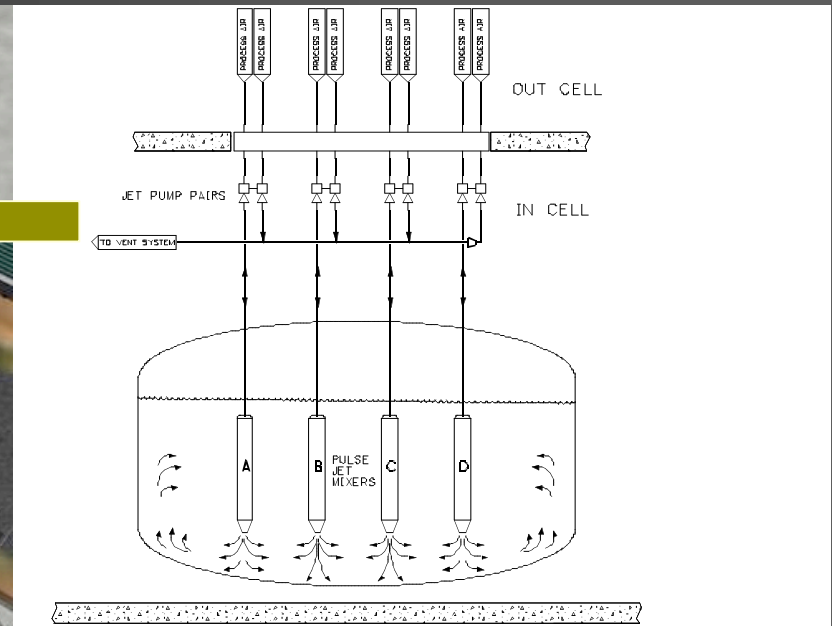 PROCESS AIR
PROCESS AIR
PROCESS AIR
PROCESS AIR
PROCESS AIR
PROCESS AIR
PROCESS AIR
PROCESS AIR
OUT CELL
JET PUMP PAIRS
IN CELL
TO VENT SYSTEM
A
B
PULSE
JET
MIXERS
C
D